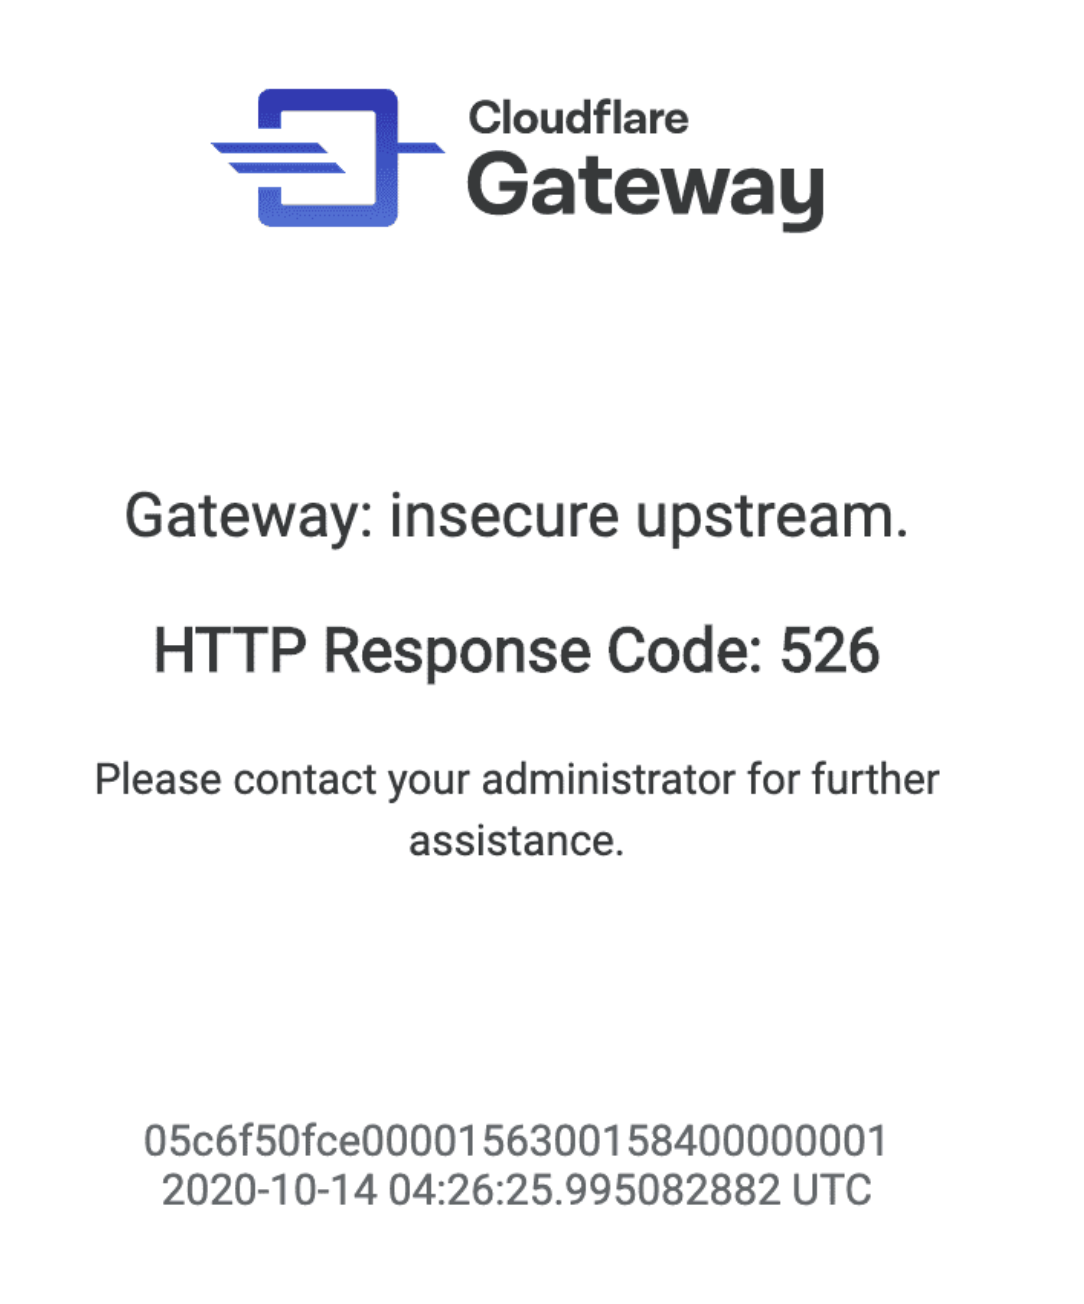 Cloudflare
Gateway
Gateway: insecure upstream.
HTTP Response Code: 526
Please contact your administrator for further
assistance.
05c6f50fce00001563001584000000001
2020-10-14 04:26:25.995082882 UTC